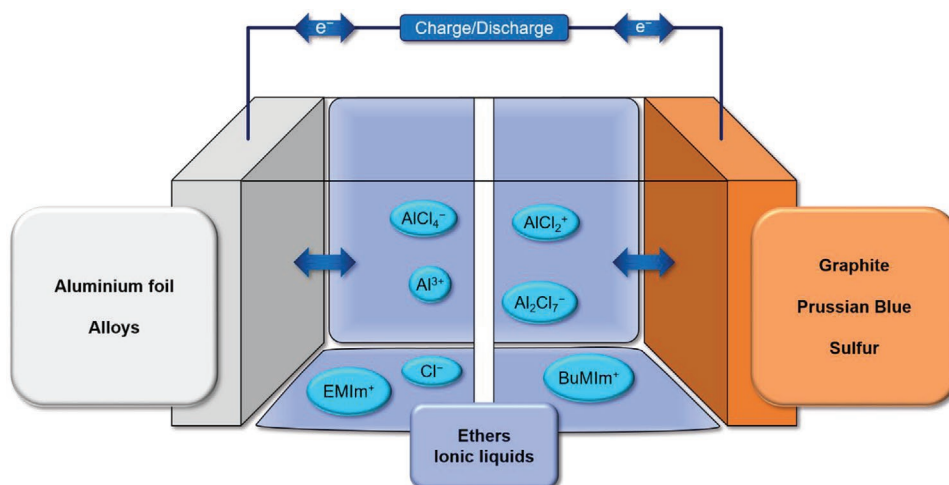 e⁻
Charge/Discharge
e⁻
AlCl₄⁻
AlCl₂⁺
Al³⁺
Al₂Cl₇⁻
Aluminium foil
Alloys
Graphite
Prussian Blue
Sulfur
EMIm⁺
Cl⁻
BuMIm⁺
Ethers
Ionic liquids